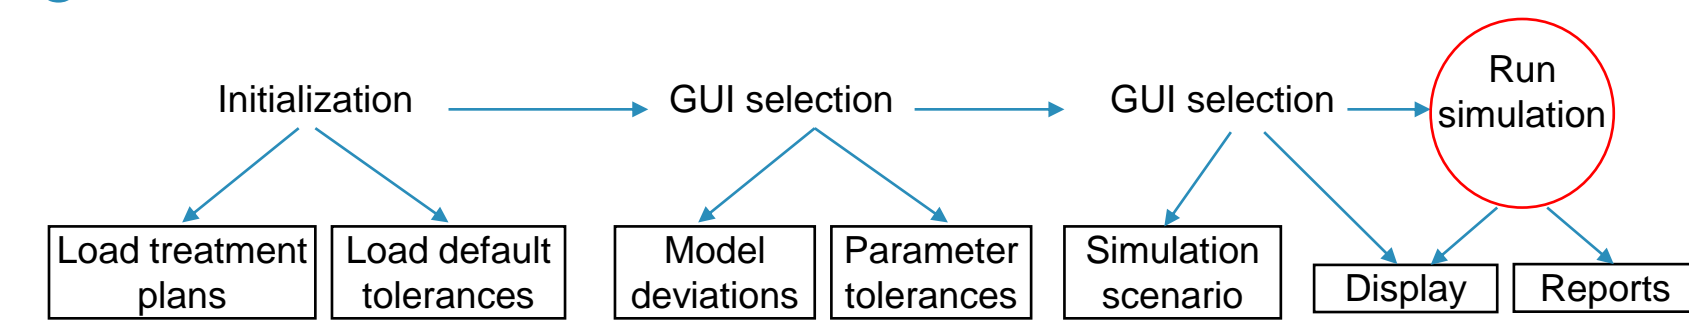 Initialization
GUI selection
GUI selection
Run
simulation
Load treatment
plans
Load default
tolerances
Model
deviations
Parameter
tolerances
Simulation
scenario
Display
Reports